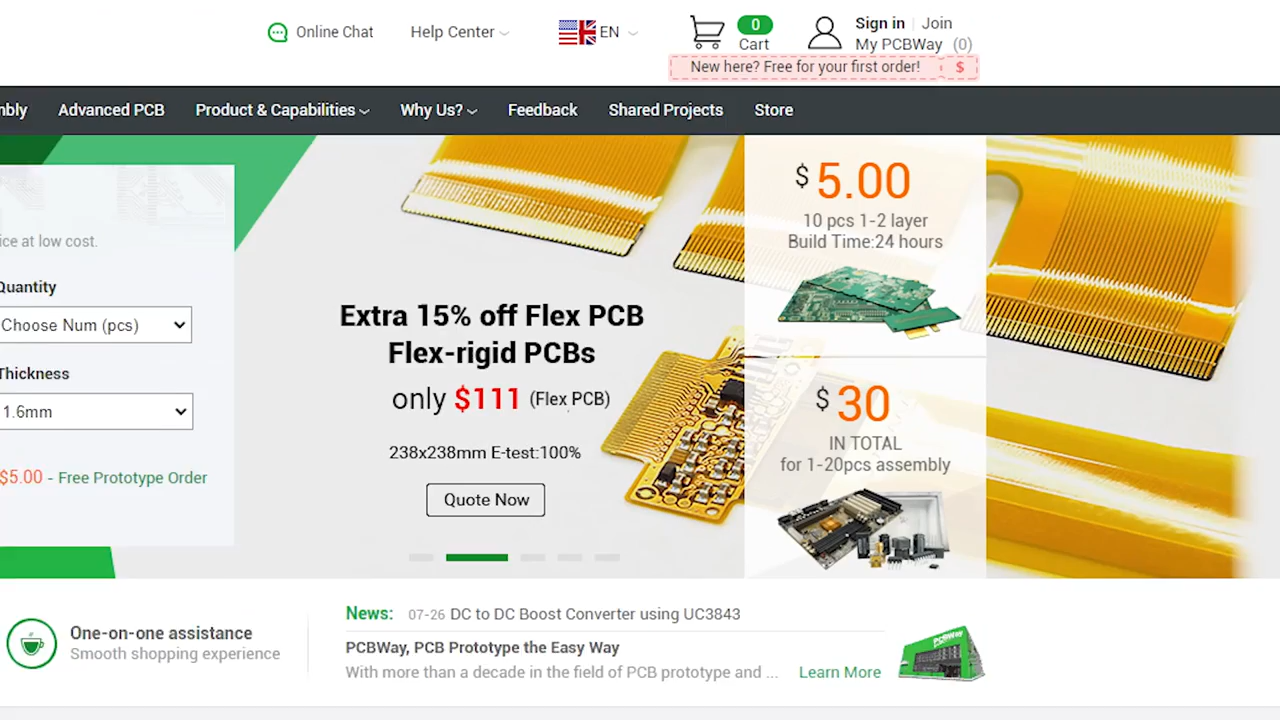 Online Chat
Help Center
EN
0
Cart
Sign in Join
My PCBWay (0)
New here? Free for your first order! $
mbly
Advanced PCB
Product & Capabilities
Why Us?
Feedback
Shared Projects
Store
ice at low cost.
Quantity
Choose Num (pcs)
Thickness
1.6mm
$5.00 - Free Prototype Order
Extra 15% off Flex PCB
Flex-rigid PCBs
only $111 (Flex PCB)
238x238mm E-test:100%
Quote Now
$ 5.00
10 pcs 1-2 layer
Build Time:24 hours
$ 30
IN TOTAL
for 1-20pcs assembly
One-on-one assistance
Smooth shopping experience
News: 07-26 DC to DC Boost Converter using UC3843
PCBWay, PCB Prototype the Easy Way
With more than a decade in the field of PCB prototype and ... Learn More
PCBWay